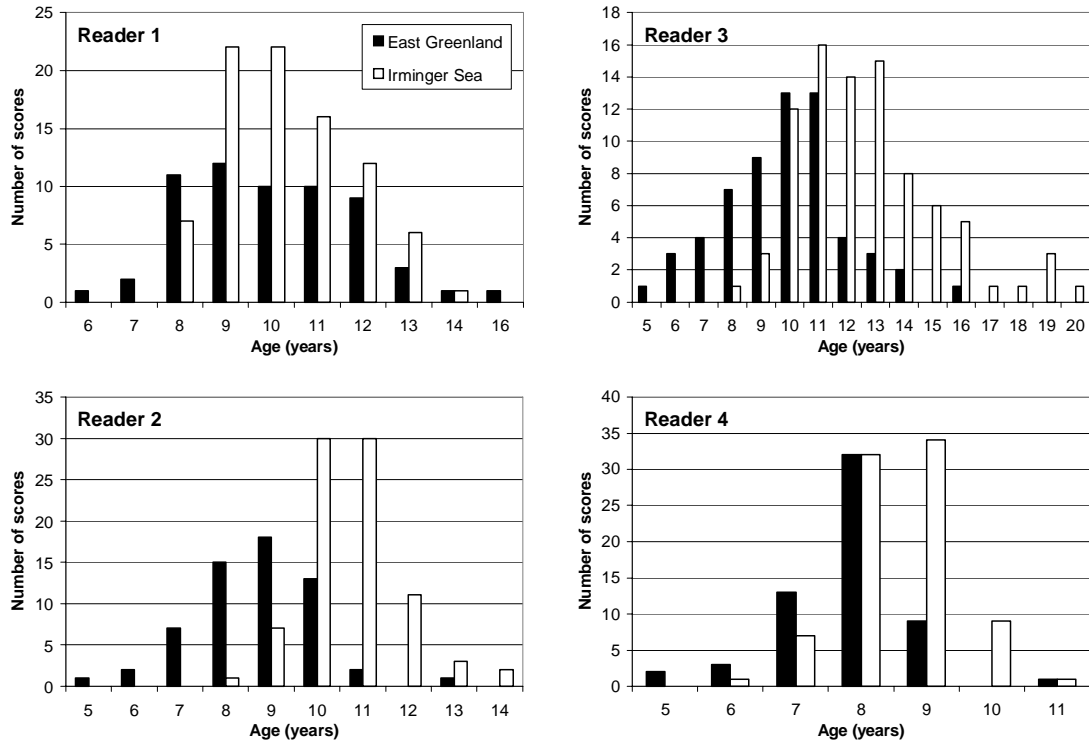 Reader 1
East Greenland
Irminger Sea
Number of scores
25
20
15
10
5
0
6 7 8 9 10 11 12 13 14 16
Age (years)
Reader 3
Number of scores
18
16
14
12
10
8
6
4
2
0
5 6 7 8 9 10 11 12 13 14 15 16 17 18 19 20
Age (years)
Reader 2
Number of scores
35
30
25
20
15
10
5
0
5 6 7 8 9 10 11 12 13 14
Age (years)
Reader 4
Number of scores
40
35
30
25
20
15
10
5
0
5 6 7 8 9 10 11
Age (years)